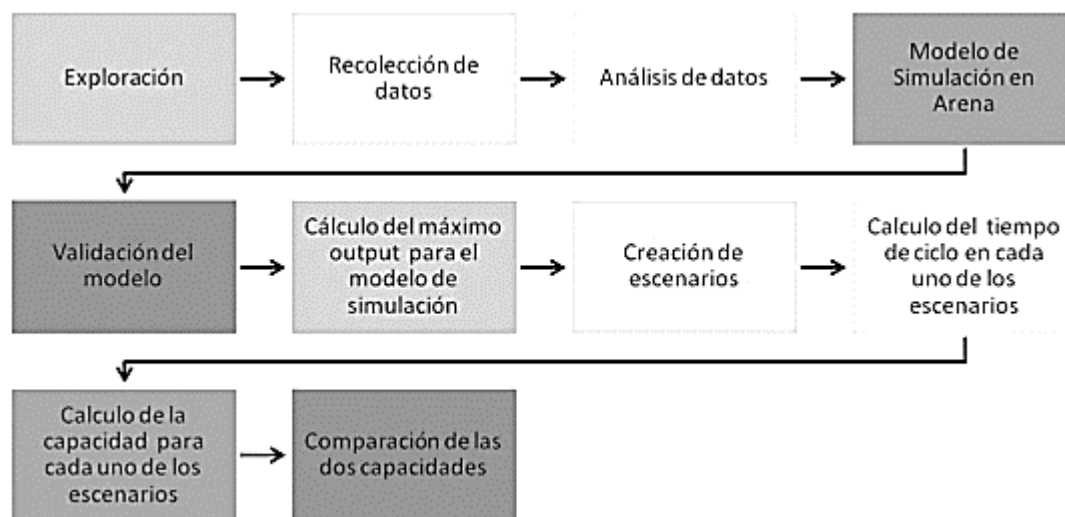 Exploración
Recolección de
datos
Análisis de datos
Modelo de
Simulación en
Arena
Validación del
modelo
Cálculo del máximo
output para el
modelo de
simulación
Creación de
escenarios
Calculo del tiempo
de ciclo en cada
uno de los
escenarios
Calculo de la
capacidad para
cada uno de los
escenarios
Comparación de las
dos capacidades